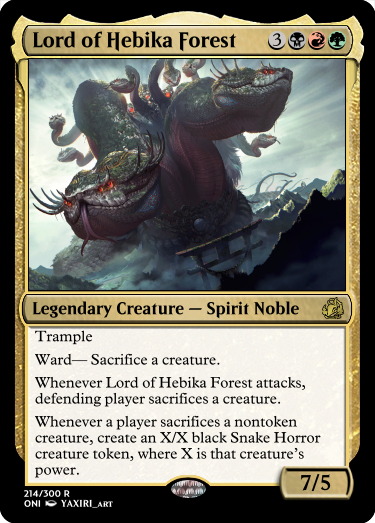 Lord of Hebika Forest 3
Legendary Creature — Spirit Noble
Trample
Ward— Sacrifice a creature.
Whenever Lord of Hebika Forest attacks,
defending player sacrifices a creature.
Whenever a player sacrifices a nontoken
creature, create an X/X black Snake Horror
creature token, where X is that creature's
power.
7/5
214/300 R
ONI YAXIRI_ART